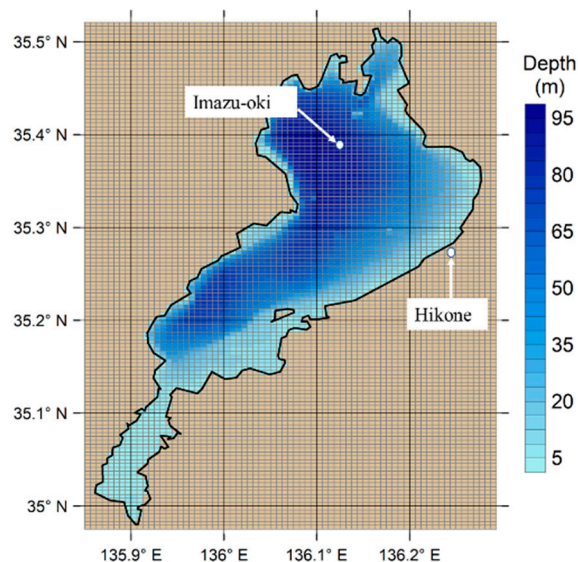 35.5° N
35.4° N
35.3° N
35.2° N
35.1° N
35° N
135.9° E
136° E
136.1° E
136.2° E
Imazu-oki
Hikone
Depth
(m)
95
80
65
50
35
20
5